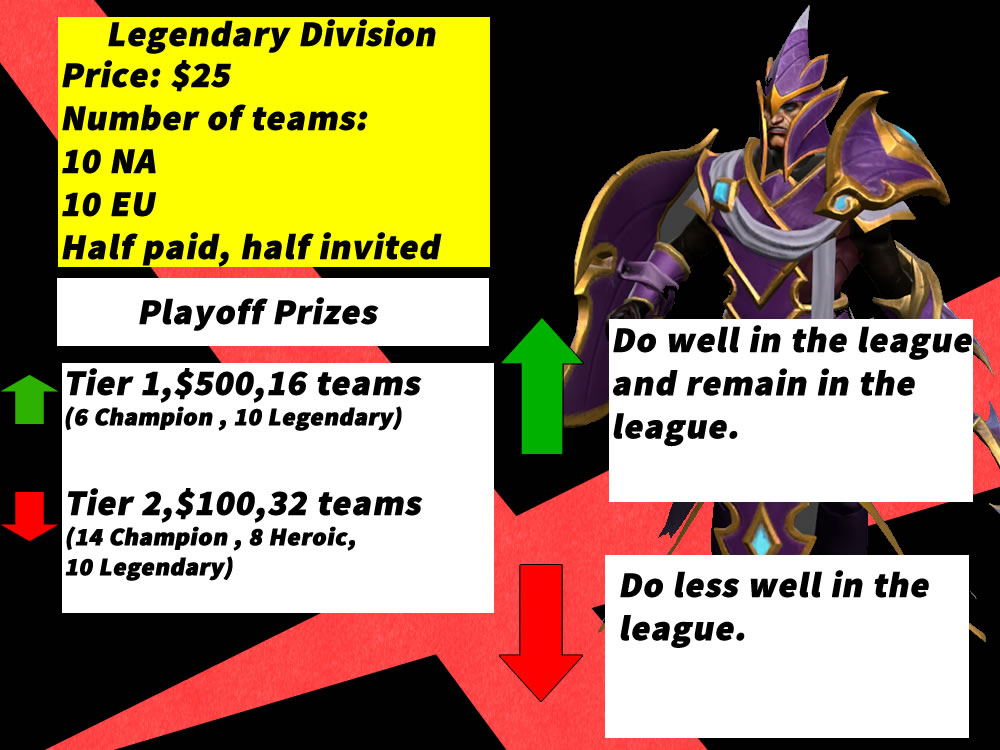 Legendary Division
Price: $25
Number of teams:
10 NA
10 EU
Half paid, half invited
Playoff Prizes
Tier 1,$500,16 teams
(6 Champion , 10 Legendary)
Tier 2,$100,32 teams
(14 Champion , 8 Heroic,
10 Legendary)
Do well in the league
and remain in the
league.
Do less well in the
league.